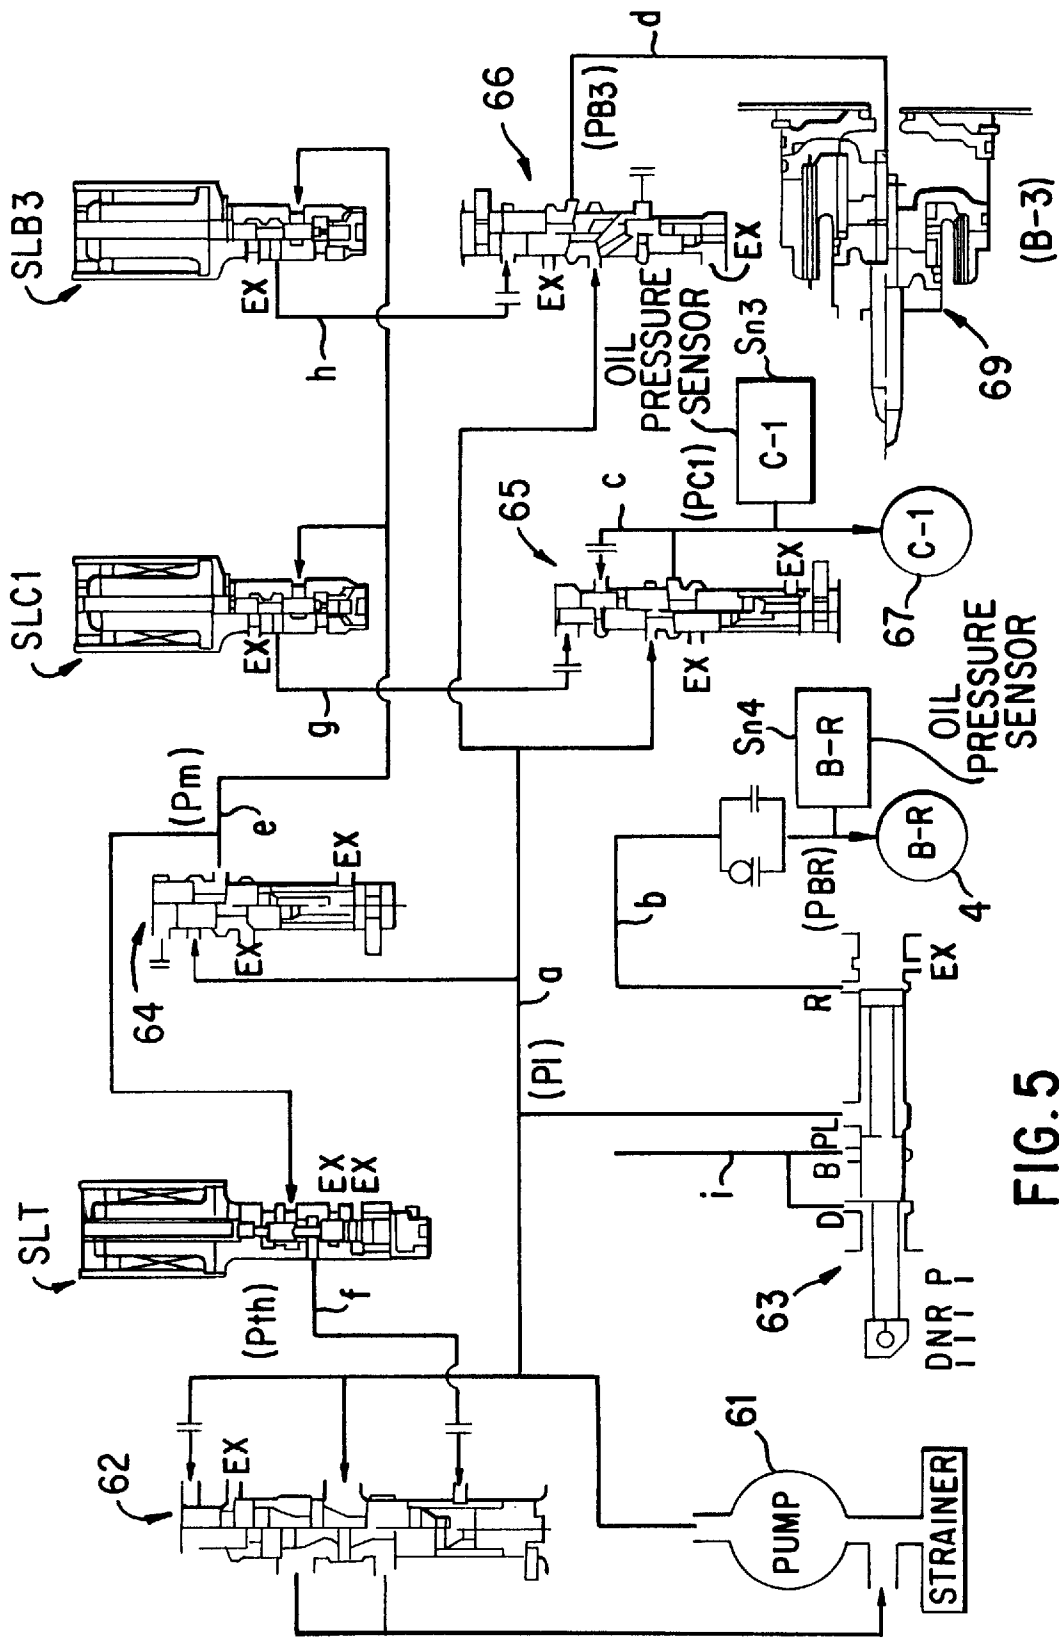 SLT
SLC1
SLB3
62
EX
(Pth)
f
EX
EX
64
EX
EX
(Pm)
e
EX
g
EX
h
66
EX
EX
(PB3)
d
(Pl)
a
65
EX
EX
c
(PC1)
OIL
PRESSURE
SENSOR
Sn3
C-1
C-1
67
69
(B-3)
61
PUMP
STRAINER
63
D N R P
D
B
PL
R
EX
i
b
(PBR)
Sn4
B-R
B-R
4
OIL
PRESSURE
SENSOR
FIG. 5